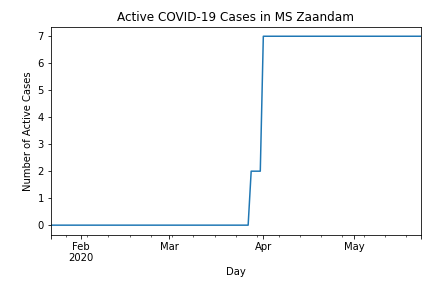 Active COVID-19 Cases in MS Zaandam
Number of Active Cases
7
6
5
4
3
2
1
0
Feb Mar Apr May
2020
Day